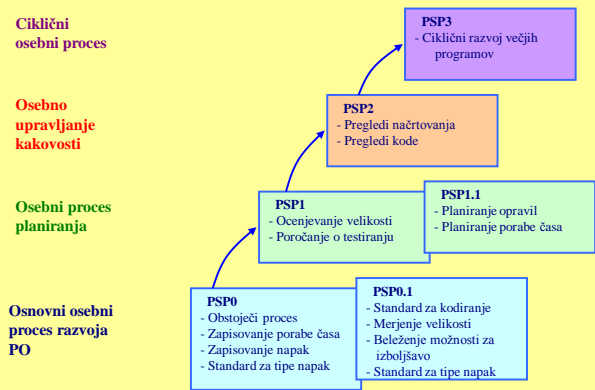 Ciklični
osebni proces
PSP3
- Ciklični razvoj večjih
programov
Osebno
upravljanje
kakovosti
PSP2
- Pregledi načrtovanja
- Pregledi kode
Osebni proces
planiranja
PSP1
- Ocenjevanje velikosti
- Poročanje o testiranju
PSP1.1
- Planiranje opravil
- Planiranje porabe časa
Osnovni osebni
proces razvoja
PO
PSP0
- Obstoječi proces
- Zapisovanje porabe časa
- Zapisovanje napak
- Standard za tipe napak
PSP0.1
- Standard za kodiranje
- Merjenje velikosti
- Beleženje možnosti za
izboljšavo
- Standard za tipe napak